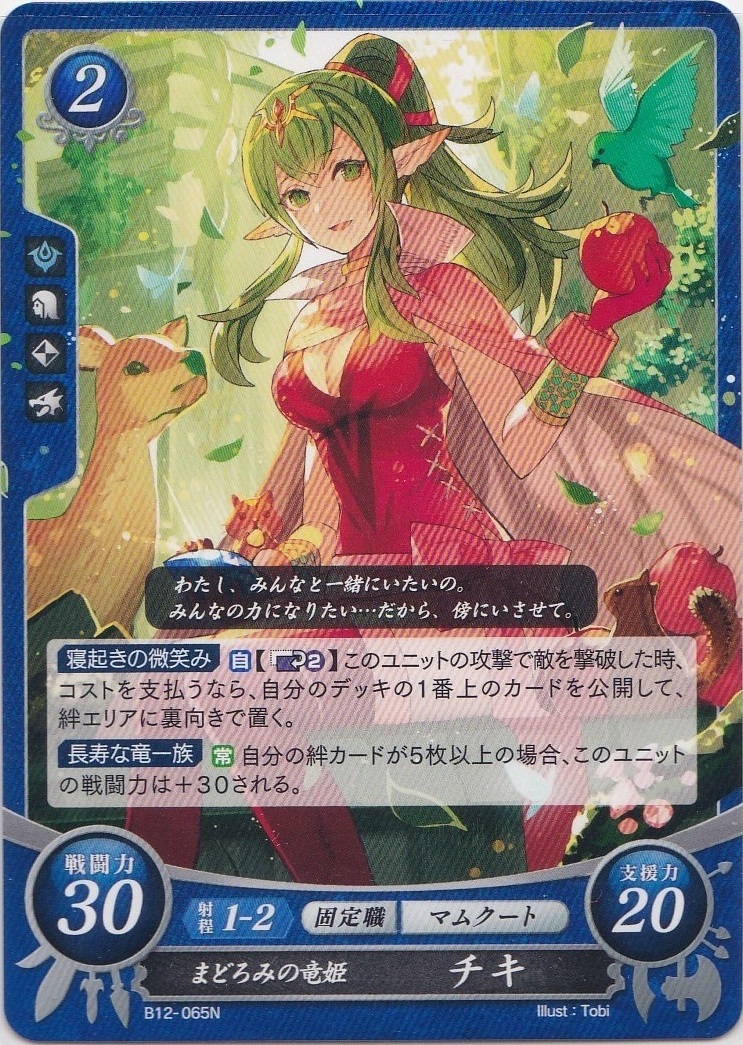 2
わたし、みんなと一緒にいたいの。
みんなの力になりたい…だから、傍にいさせて。
寝起きの微笑み 自【2】このユニットの攻撃で敵を撃破した時、
コストを支払うなら、自分のデッキの1番上のカードを公開して、
絆エリアに裏向きで置く。
長寿な竜一族 常 自分の絆カードが5枚以上の場合、このユニット
の戦闘力は＋30される。
戦闘力
30
射程 1-2 固定職 マムクート
支援力
20
まどろみの竜姫 チキ
B12-065N Illust : Tobi